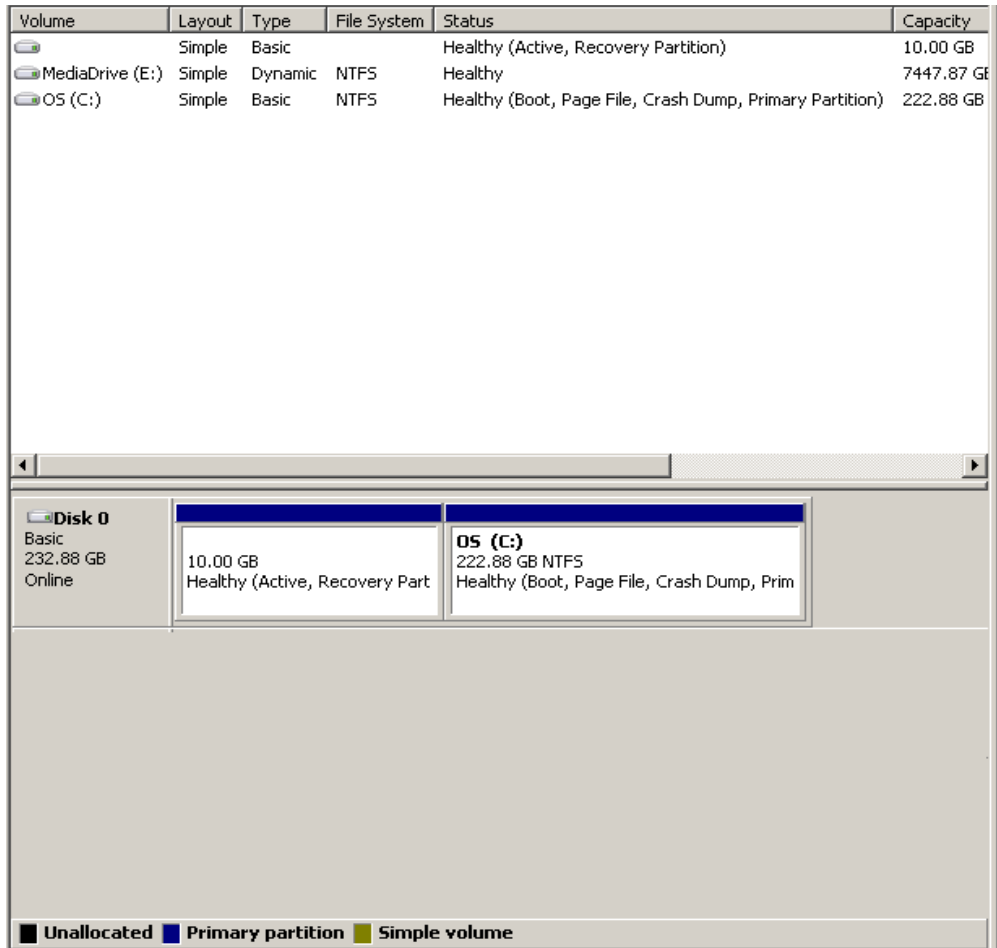 Volume Layout Type File System Status Capacity
Simple Basic Healthy (Active, Recovery Partition) 10.00 GB
MediaDrive (E:) Simple Dynamic NTFS Healthy 7447.87 GB
OS (C:) Simple Basic NTFS Healthy (Boot, Page File, Crash Dump, Primary Partition) 222.88 GB
Disk 0
Basic
232.88 GB
Online
10.00 GB
Healthy (Active, Recovery Part
OS (C:)
222.88 GB NTFS
Healthy (Boot, Page File, Crash Dump, Prim
Unallocated Primary partition Simple volume